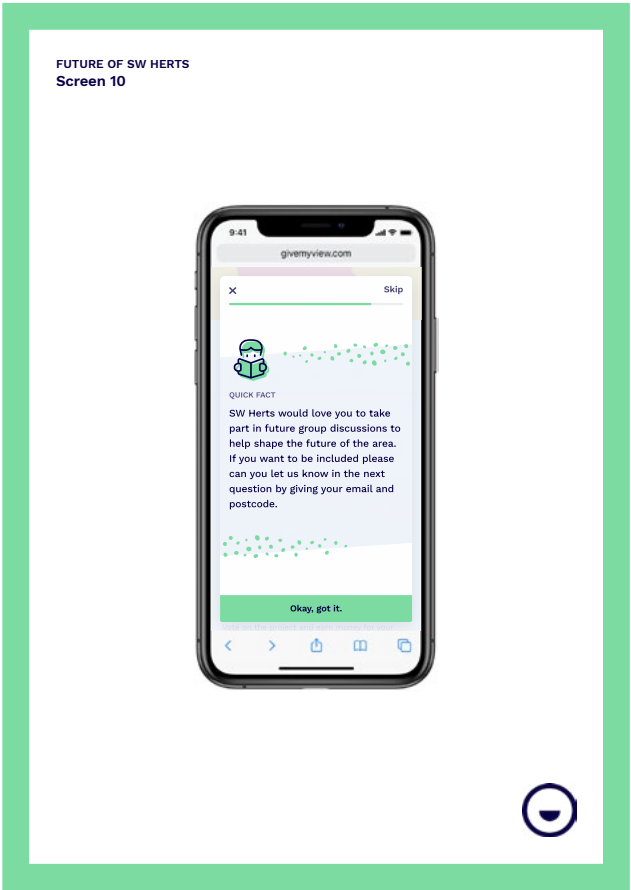 FUTURE OF SW HERTS
Screen 10
9:41
givemyview.com
Skip
QUICK FACT
SW Herts would love you to take
part in future group discussions to
help shape the future of the area.
If you want to be included please
can you let us know in the next
question by giving your email and
postcode.
Okay, got it.